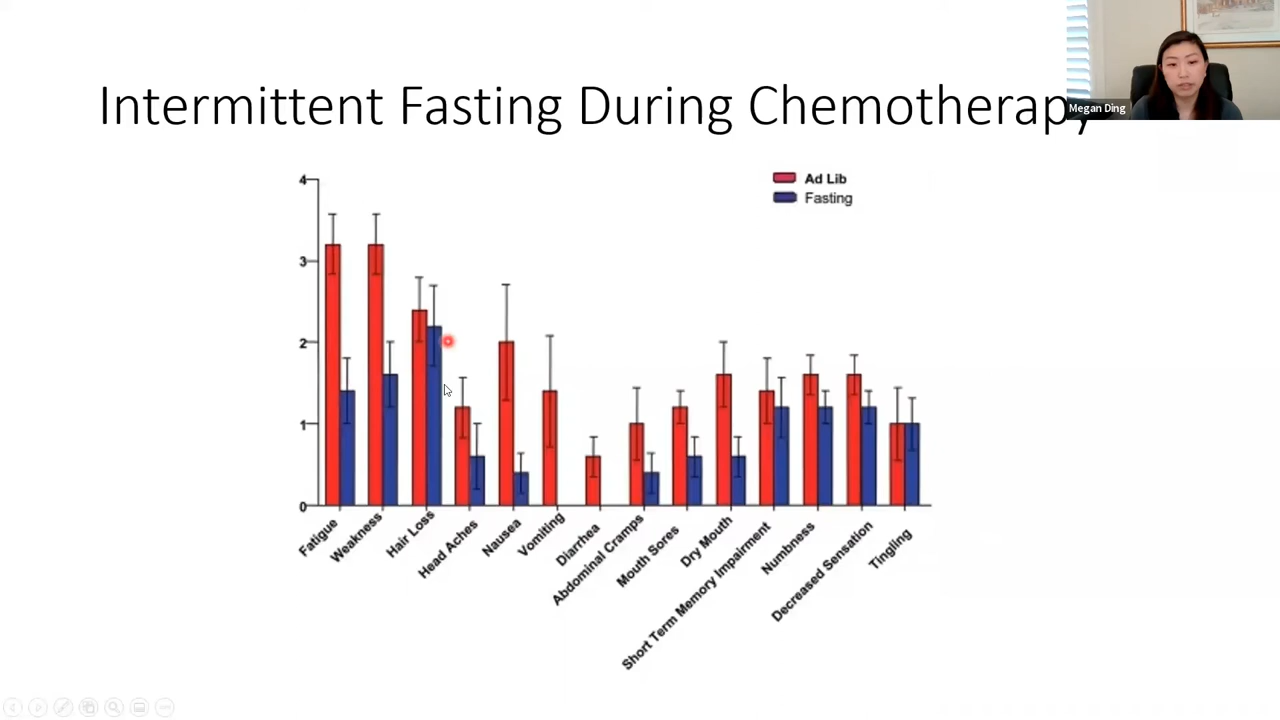 Intermittent Fasting During Chemotherapy
Megan Ding
Ad Lib
Fasting
4
3
2
1
0
Fatigue
Weakness
Hair Loss
Head Aches
Nausea
Vomiting
Diarrhea
Abdominal Cramps
Mouth Sores
Dry Mouth
Short Term Memory Impairment
Numbness
Decreased Sensation
Tingling